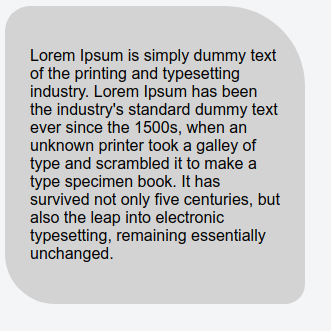 Lorem Ipsum is simply dummy text
of the printing and typesetting
industry. Lorem Ipsum has been
the industry's standard dummy text
ever since the 1500s, when an
unknown printer took a galley of
type and scrambled it to make a
type specimen book. It has
survived not only five centuries, but
also the leap into electronic
typesetting, remaining essentially
unchanged.